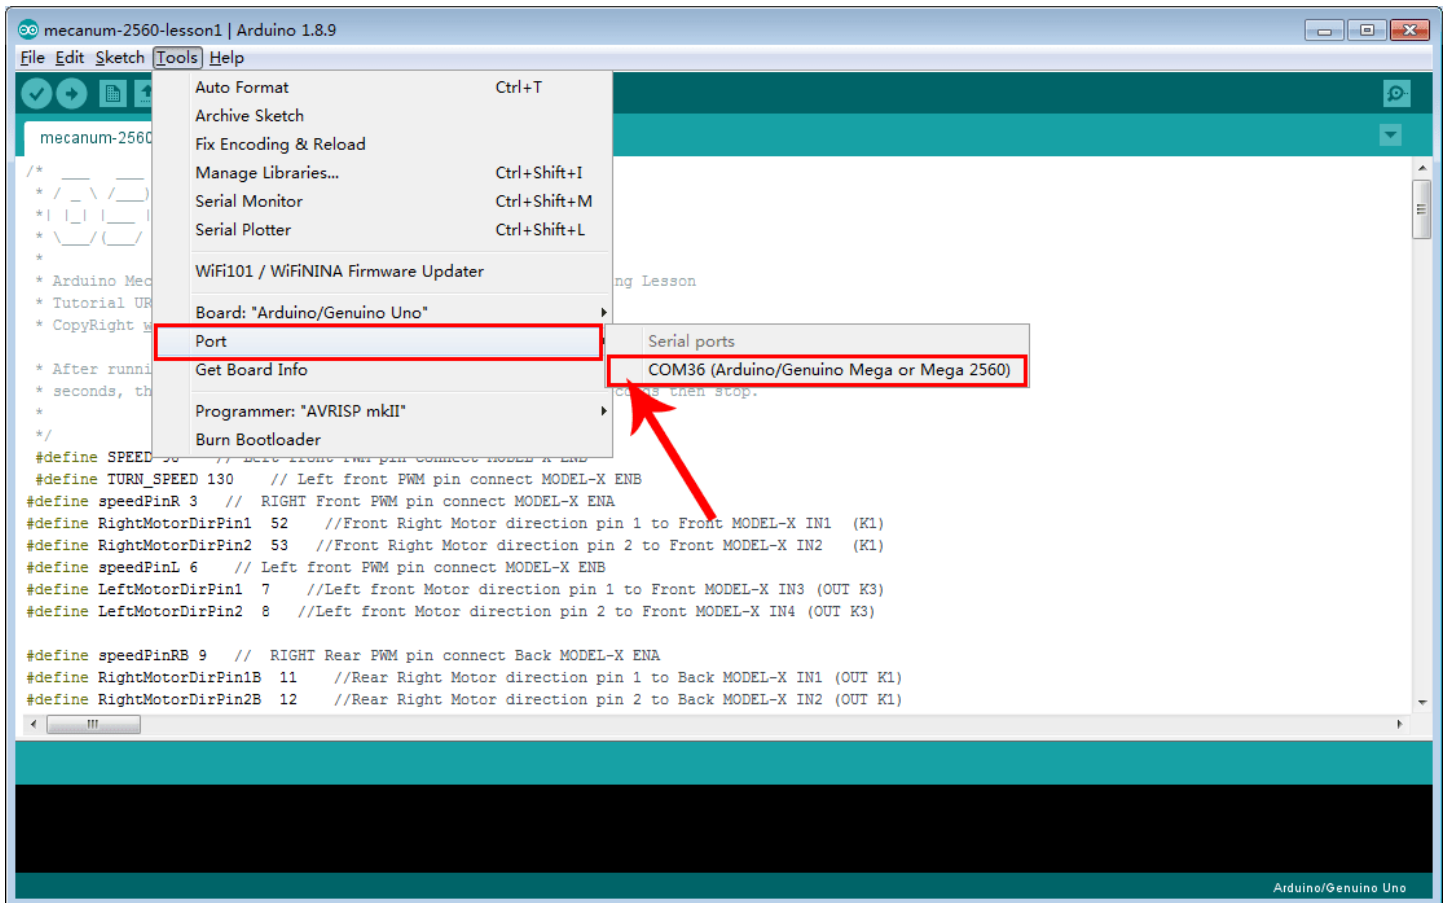 mecanum-2560-lesson1 | Arduino 1.8.9
File Edit Sketch Tools Help
Auto Format Ctrl+T
Archive Sketch
mecanum-2560
Fix Encoding & Reload
Manage Libraries... Ctrl+Shift+I
Serial Monitor Ctrl+Shift+M
Serial Plotter Ctrl+Shift+L
WiFi101 / WiFiNINA Firmware Updater
* Arduino Mec ng Lesson
* Tutorial UR
Board: "Arduino/Genuino Uno"
* CopyRight w
Port
Serial ports
* After runni
Get Board Info
COM36 (Arduino/Genuino Mega or Mega 2560)
* seconds, th then stop.
Programmer: "AVRISP mkII"
*/
Burn Bootloader
#define SPEED
#define TURN_SPEED 130 // Left front PWM pin connect MODEL-X ENB
#define speedPinR 3 // RIGHT Front PWM pin connect MODEL-X ENA
#define RightMotorDirPin1 52 //Front Right Motor direction pin 1 to Front MODEL-X IN1 (K1)
#define RightMotorDirPin2 53 //Front Right Motor direction pin 2 to Front MODEL-X IN2 (K1)
#define speedPinL 6 // Left front PWM pin connect MODEL-X ENB
#define LeftMotorDirPin1 7 //Left front Motor direction pin 1 to Front MODEL-X IN3 (OUT K3)
#define LeftMotorDirPin2 8 //Left front Motor direction pin 2 to Front MODEL-X IN4 (OUT K3)
#define speedPinRB 9 // RIGHT Rear PWM pin connect Back MODEL-X ENA
#define RightMotorDirPin1B 11 //Rear Right Motor direction pin 1 to Back MODEL-X IN1 (OUT K1)
#define RightMotorDirPin2B 12 //Rear Right Motor direction pin 2 to Back MODEL-X IN2 (OUT K1)
Arduino/Genuino Uno